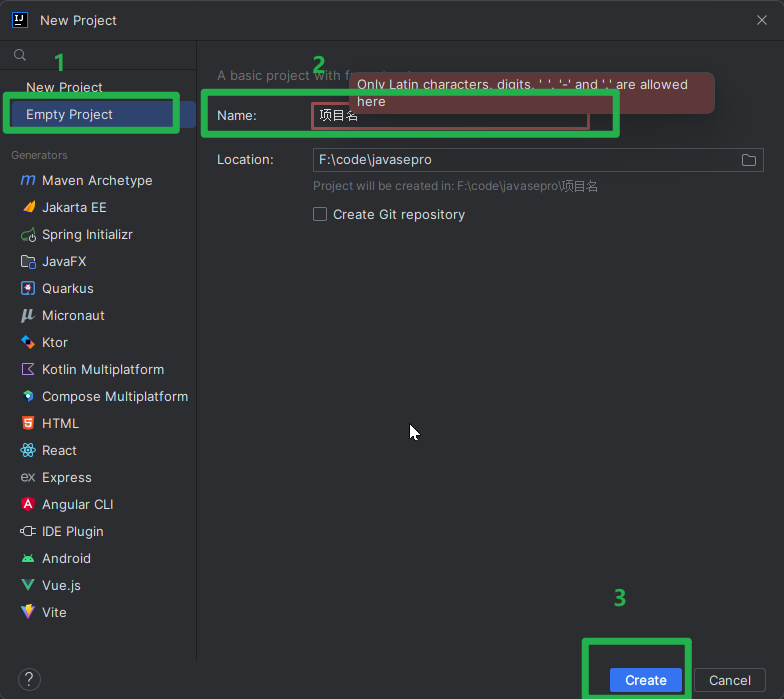 New Project
1
New Project
Empty Project
Generators
Maven Archetype
Jakarta EE
Spring Initializr
JavaFX
Quarkus
Micronaut
Ktor
Kotlin Multiplatform
Compose Multiplatform
HTML
React
Express
Angular CLI
IDE Plugin
Android
Vue.js
Vite
?
2
A basic project with f
Only Latin characters, digits, '_', '-' and '.' are allowed
here
Name:
项目名
Location:
F:\code\javasepro
Project will be created in: F:\code\javasepro\项目名
Create Git repository
3
Create
Cancel